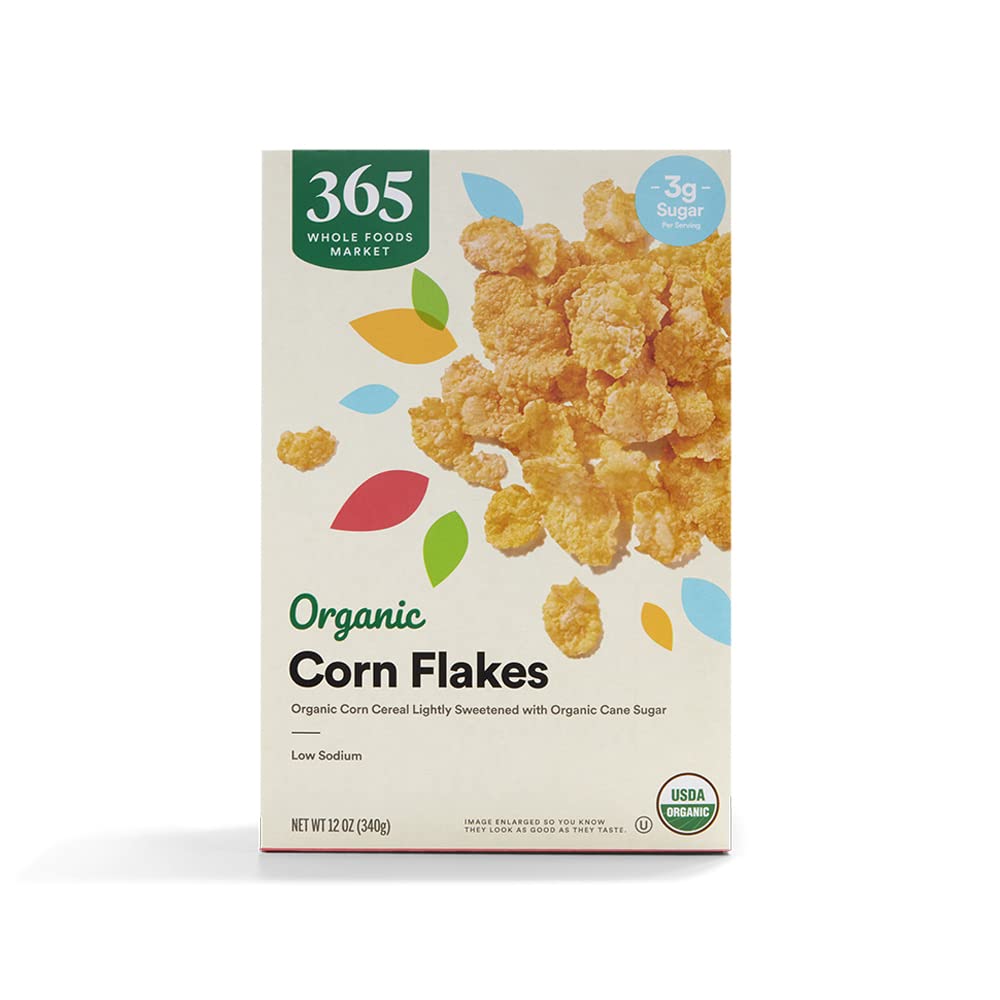 365
WHOLE FOODS
MARKET
- 3g -
Sugar
Per Serving
Organic
Corn Flakes
Organic Corn Cereal Lightly Sweetened with Organic Cane Sugar
Low Sodium
NET WT 12 OZ (340g)
IMAGE ENLARGED SO YOU KNOW
THEY LOOK AS GOOD AS THEY TASTE.
U
USDA
ORGANIC